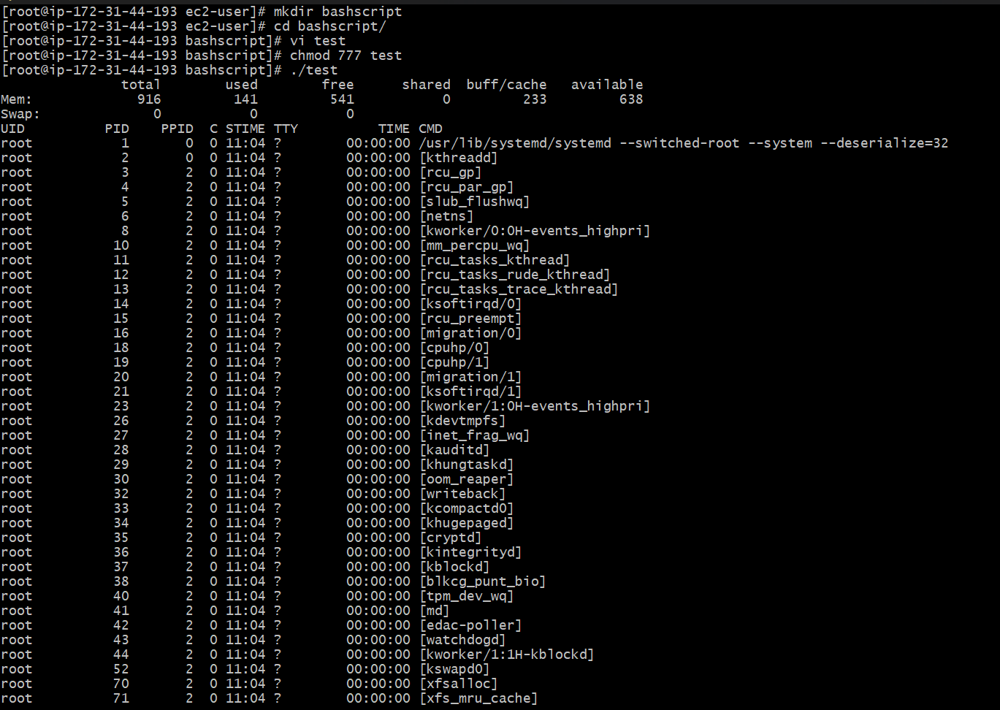 [root@ip-172-31-44-193 ec2-user]# mkdir bashscript
[root@ip-172-31-44-193 ec2-user]# cd bashscript/
[root@ip-172-31-44-193 bashscript]# vi test
[root@ip-172-31-44-193 bashscript]# chmod 777 test
[root@ip-172-31-44-193 bashscript]# ./test
               total        used        free      shared  buff/cache   available
Mem:             916         141         541           0         233         638
Swap:              0           0           0
UID          PID    PPID  C STIME TTY          TIME CMD
root           1       0  0 11:04 ?        00:00:00 /usr/lib/systemd/systemd --switched-root --system --deserialize=32
root           2       0  0 11:04 ?        00:00:00 [kthreadd]
root           3       2  0 11:04 ?        00:00:00 [rcu_gp]
root           4       2  0 11:04 ?        00:00:00 [rcu_par_gp]
root           5       2  0 11:04 ?        00:00:00 [slub_flushwq]
root           6       2  0 11:04 ?        00:00:00 [netns]
root           8       2  0 11:04 ?        00:00:00 [kworker/0:0H-events_highpri]
root          10       2  0 11:04 ?        00:00:00 [mm_percpu_wq]
root          11       2  0 11:04 ?        00:00:00 [rcu_tasks_kthread]
root          12       2  0 11:04 ?        00:00:00 [rcu_tasks_rude_kthread]
root          13       2  0 11:04 ?        00:00:00 [rcu_tasks_trace_kthread]
root          14       2  0 11:04 ?        00:00:00 [ksoftirqd/0]
root          15       2  0 11:04 ?        00:00:00 [rcu_preempt]
root          16       2  0 11:04 ?        00:00:00 [migration/0]
root          18       2  0 11:04 ?        00:00:00 [cpuhp/0]
root          19       2  0 11:04 ?        00:00:00 [cpuhp/1]
root          20       2  0 11:04 ?        00:00:00 [migration/1]
root          21       2  0 11:04 ?        00:00:00 [ksoftirqd/1]
root          23       2  0 11:04 ?        00:00:00 [kworker/1:0H-events_highpri]
root          26       2  0 11:04 ?        00:00:00 [kdevtmpfs]
root          27       2  0 11:04 ?        00:00:00 [inet_frag_wq]
root          28       2  0 11:04 ?        00:00:00 [kauditd]
root          29       2  0 11:04 ?        00:00:00 [khungtaskd]
root          30       2  0 11:04 ?        00:00:00 [oom_reaper]
root          32       2  0 11:04 ?        00:00:00 [writeback]
root          33       2  0 11:04 ?        00:00:00 [kcompactd0]
root          34       2  0 11:04 ?        00:00:00 [khugepaged]
root          35       2  0 11:04 ?        00:00:00 [cryptd]
root          36       2  0 11:04 ?        00:00:00 [kintegrityd]
root          37       2  0 11:04 ?        00:00:00 [kblockd]
root          38       2  0 11:04 ?        00:00:00 [blkcg_punt_bio]
root          40       2  0 11:04 ?        00:00:00 [tpm_dev_wq]
root          41       2  0 11:04 ?        00:00:00 [md]
root          42       2  0 11:04 ?        00:00:00 [edac-poller]
root          43       2  0 11:04 ?        00:00:00 [watchdogd]
root          44       2  0 11:04 ?        00:00:00 [kworker/1:1H-kblockd]
root          52       2  0 11:04 ?        00:00:00 [kswapd0]
root          70       2  0 11:04 ?        00:00:00 [xfsalloc]
root          71       2  0 11:04 ?        00:00:00 [xfs_mru_cache]